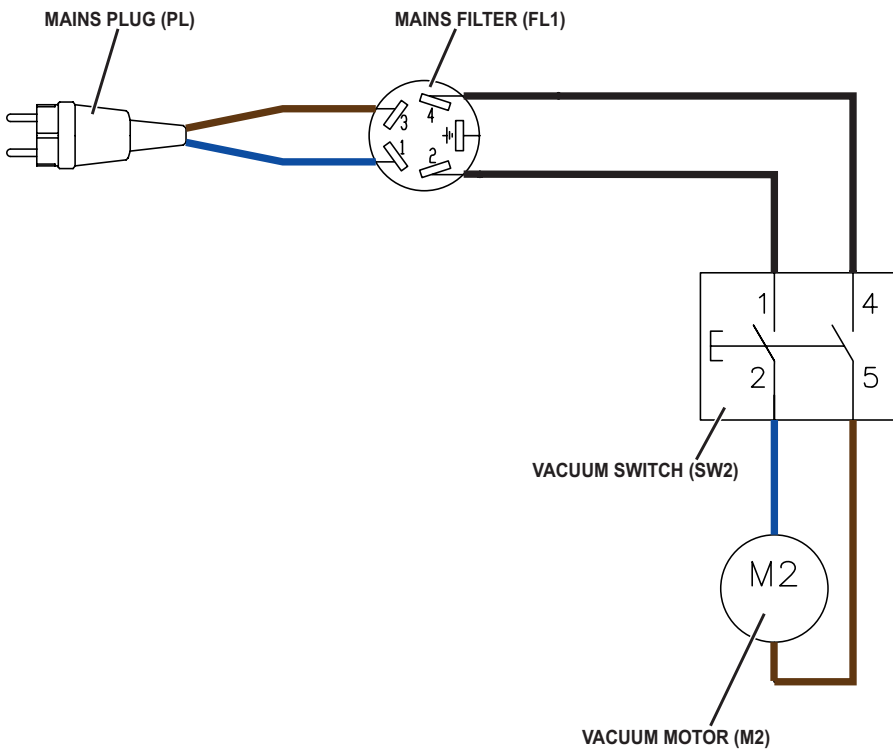 MAINS PLUG (PL)
MAINS FILTER (FL1)
3
4
1
2
1
4
2
5
VACUUM SWITCH (SW2)
M2
VACUUM MOTOR (M2)